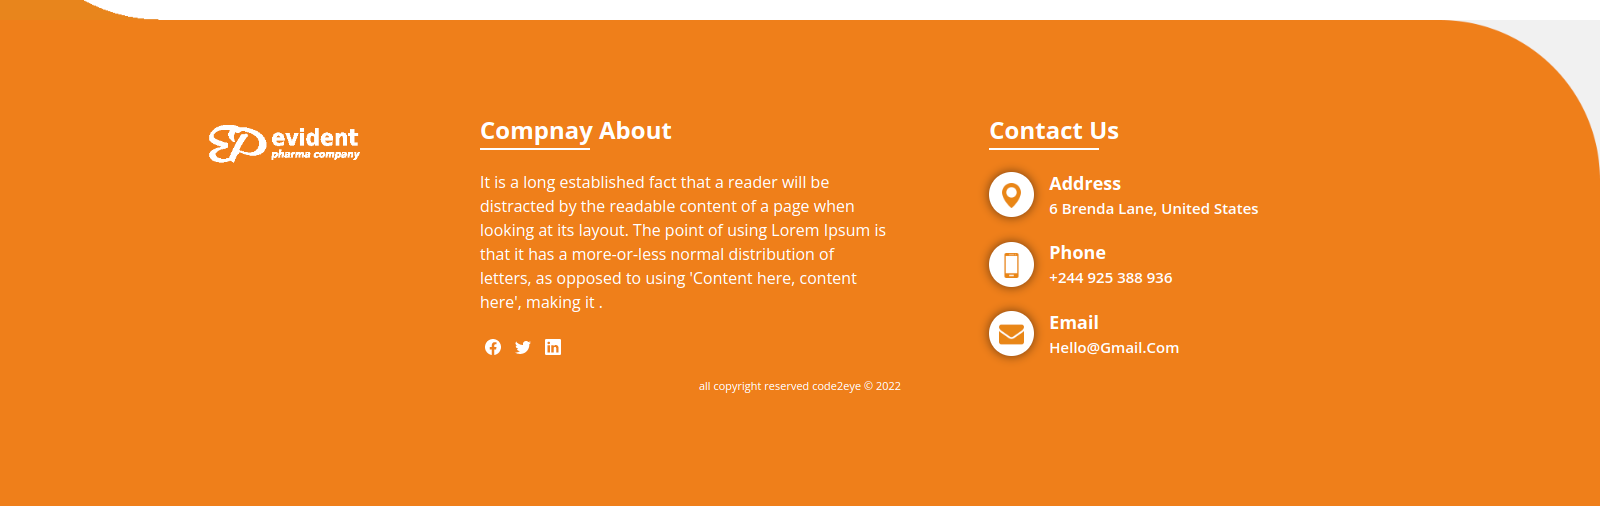 evident
pharma company
Compnay About
It is a long established fact that a reader will be
distracted by the readable content of a page when
looking at its layout. The point of using Lorem Ipsum is
that it has a more-or-less normal distribution of
letters, as opposed to using 'Content here, content
here', making it .
Contact Us
Address
6 Brenda Lane, United States
Phone
+244 925 388 936
Email
Hello@Gmail.Com
all copyright reserved code2eye © 2022